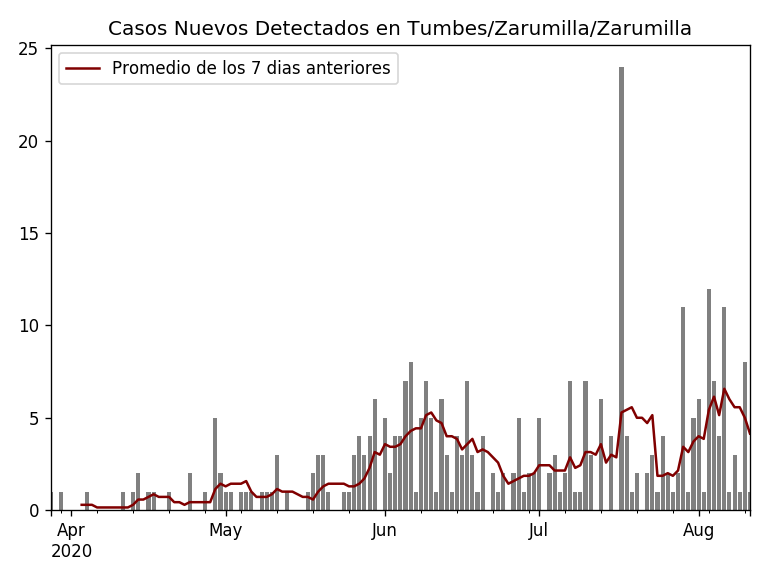 Casos Nuevos Detectados en Tumbes/Zarumilla/Zarumilla
Promedio de los 7 dias anteriores
25
20
15
10
5
0
Apr May Jun Jul Aug
2020